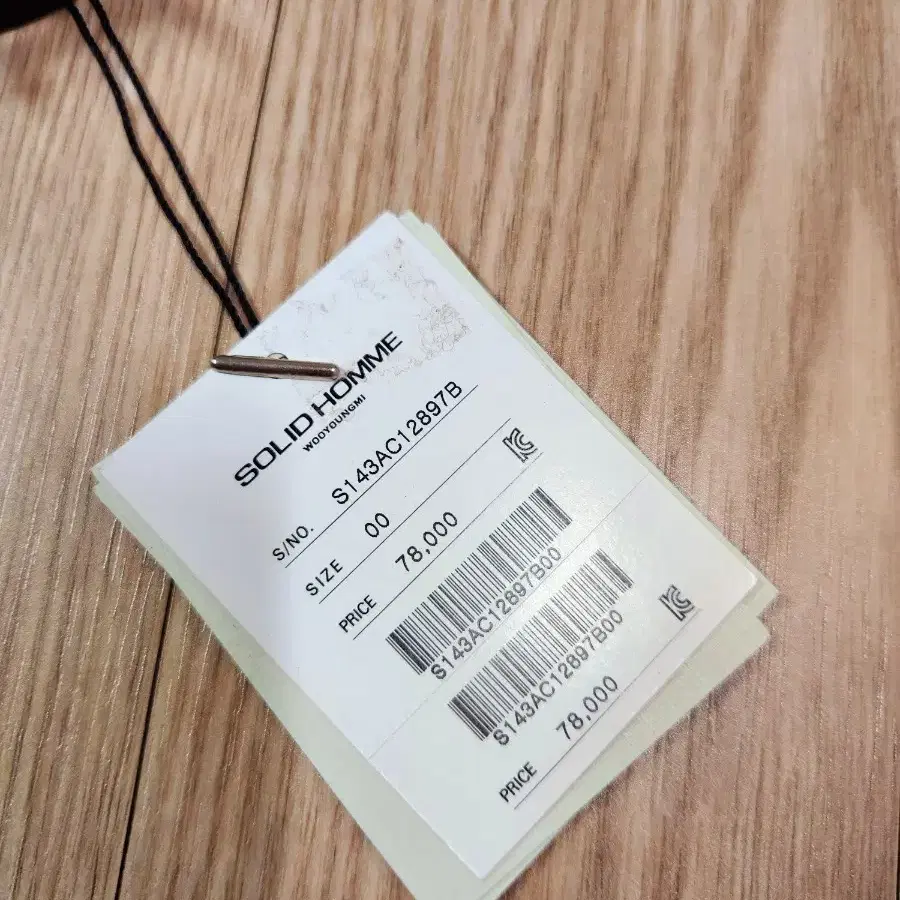 SOLID HOMME
WOOYOUNGMI
S/NO. S143AC12897B
SIZE 00
PRICE 78,000
S143AC12897B00
S143AC12897B00
PRICE 78,000